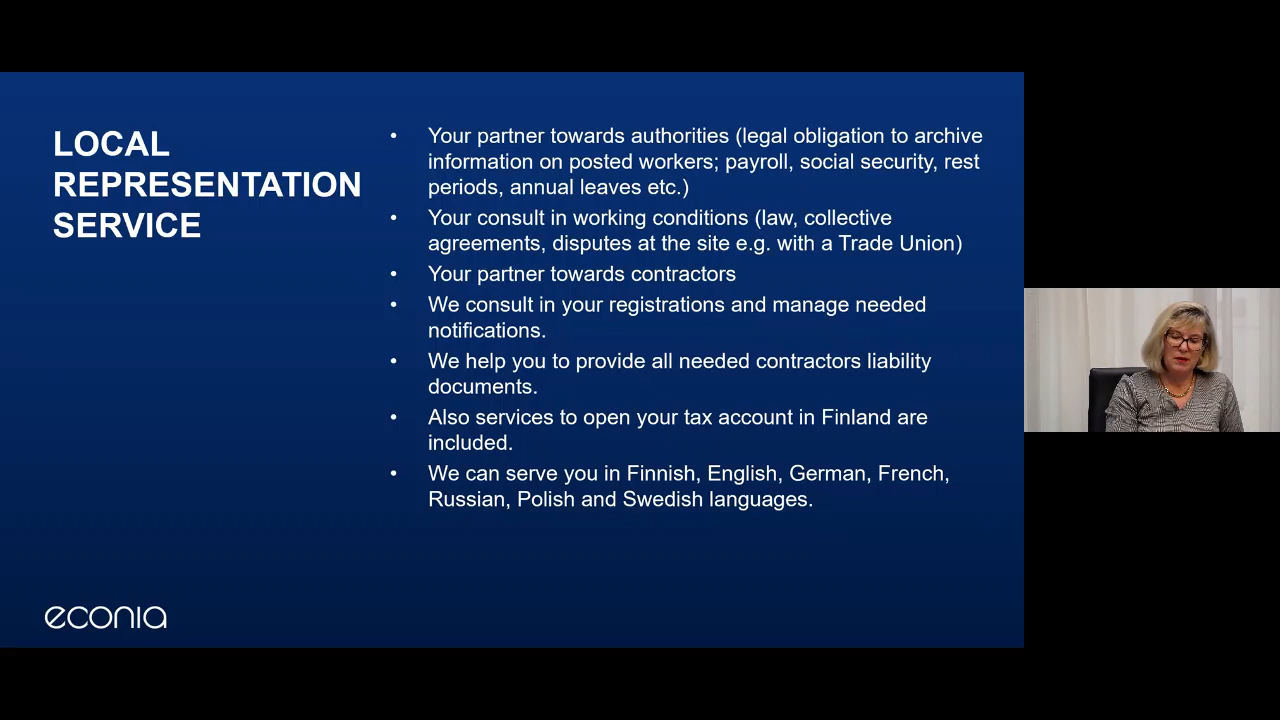 LOCAL
REPRESENTATION
SERVICE
• Your partner towards authorities (legal obligation to archive
information on posted workers; payroll, social security, rest
periods, annual leaves etc.)
• Your consult in working conditions (law, collective
agreements, disputes at the site e.g. with a Trade Union)
• Your partner towards contractors
• We consult in your registrations and manage needed
notifications.
• We help you to provide all needed contractors liability
documents.
• Also services to open your tax account in Finland are
included.
• We can serve you in Finnish, English, German, French,
Russian, Polish and Swedish languages.
econia